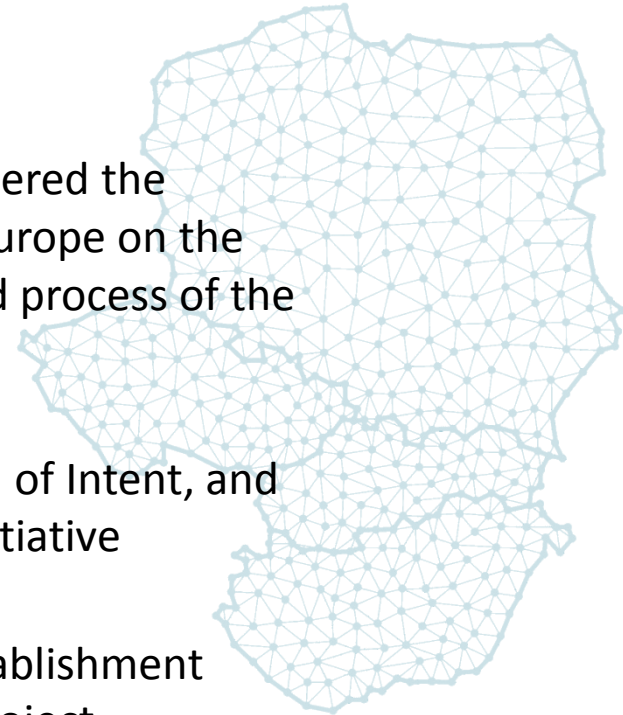 ered the
urope on the
d process of the
of Intent, and
tiative
ablishment